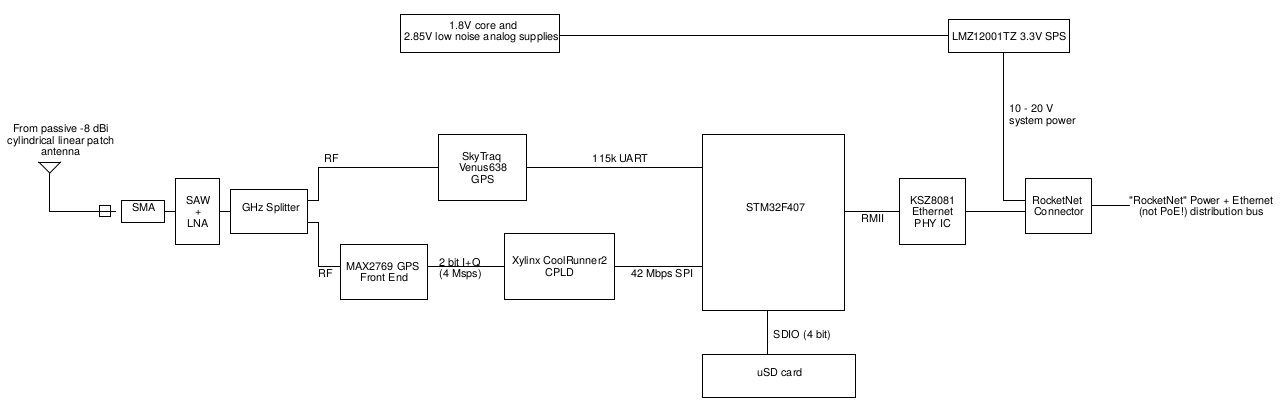 1.8V core and
2.85V low noise analog supplies
LMZ12001TZ 3.3V SPS
10 - 20 V
system power
From passive -8 dBi
cylindrical linear patch
antenna
SMA
SAW
+
LNA
GHz Splitter
RF
SkyTraq
Venus638
GPS
115k UART
RF
MAX2769 GPS
Front End
2 bit I+Q
(4 Msps)
Xylinx CoolRunner2
CPLD
42 Mbps SPI
STM32F407
RMII
KSZ8081
Ethernet
PHY IC
RocketNet
Connector
"RocketNet" Power + Ethernet
(not PoE!) distribution bus
SDIO (4 bit)
uSD card